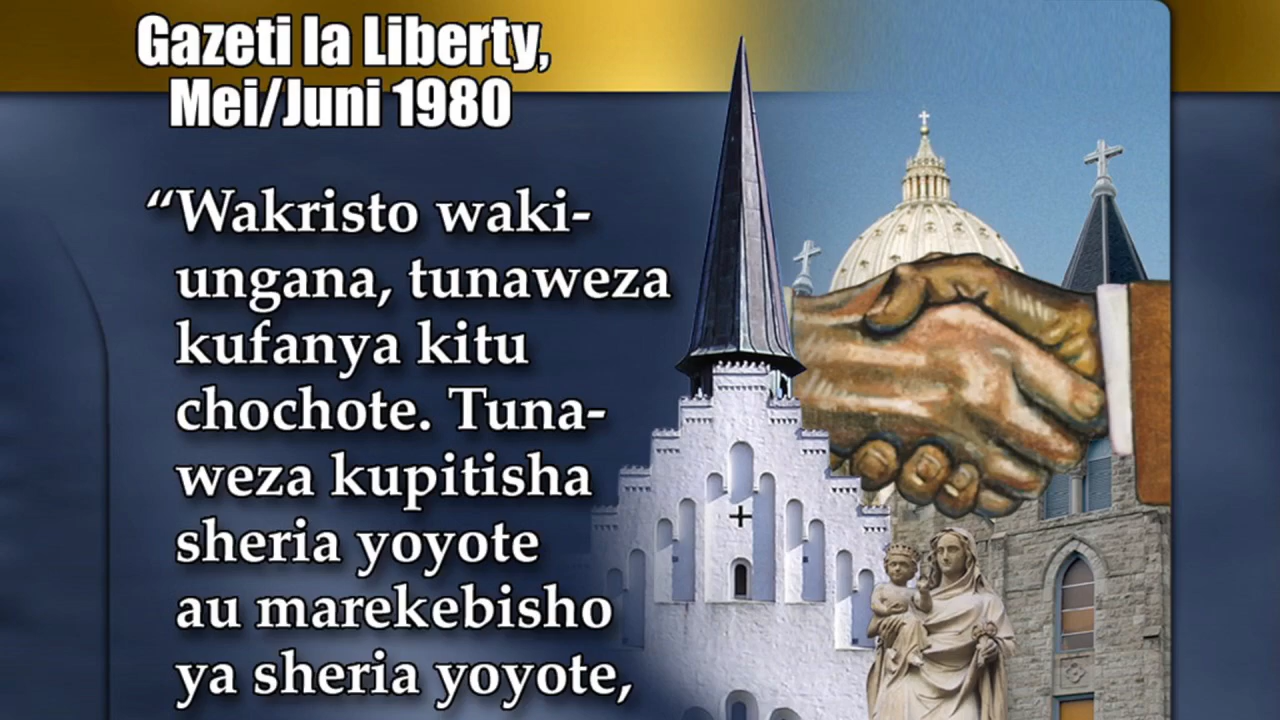 Gazeti la Liberty,
Mei/Juni 1980
“Wakristo waki-
ungana, tunaweza
kufanya kitu
chochote. Tuna-
weza kupitisha
sheria yoyote
au marekebisho
ya sheria yoyote,